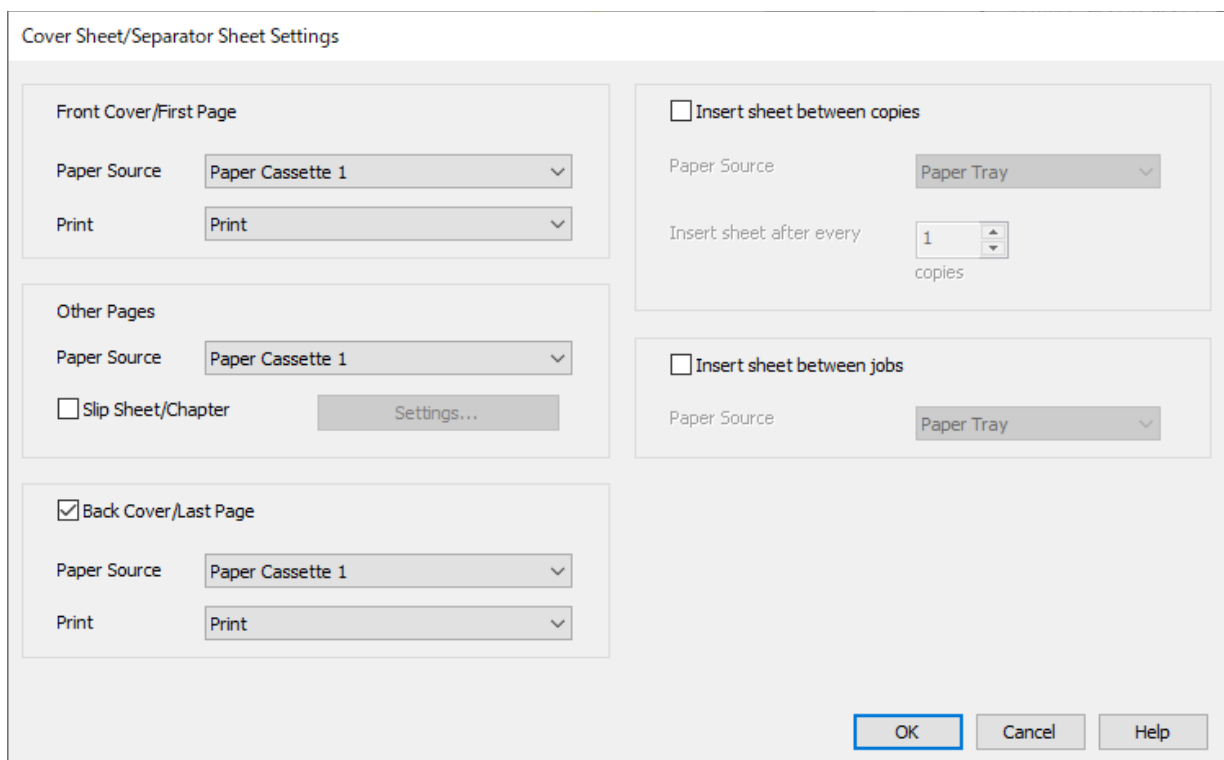 Cover Sheet/Separator Sheet Settings
Front Cover/First Page
Paper Source Paper Cassette 1
Print Print
Other Pages
Paper Source Paper Cassette 1
Slip Sheet/Chapter Settings...
Back Cover/Last Page
Paper Source Paper Cassette 1
Print Print
Insert sheet between copies
Paper Source Paper Tray
Insert sheet after every 1
copies
Insert sheet between jobs
Paper Source Paper Tray
OK Cancel Help